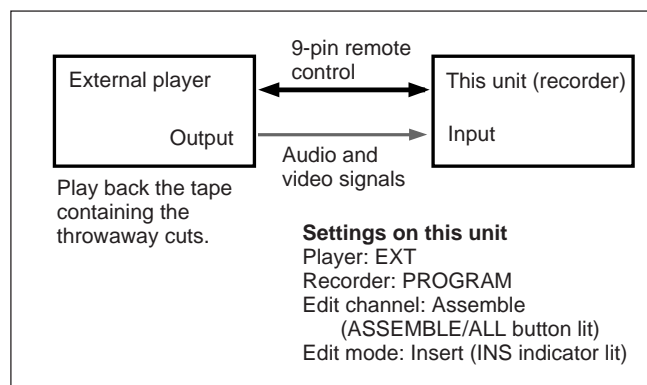 9-pin remote
control
External player
This unit (recorder)
Output
Input
Audio and
video signals
Play back the tape
containing the
throwaway cuts.
Settings on this unit
Player: EXT
Recorder: PROGRAM
Edit channel: Assemble
(ASSEMBLE/ALL button lit)
Edit mode: Insert (INS indicator lit)